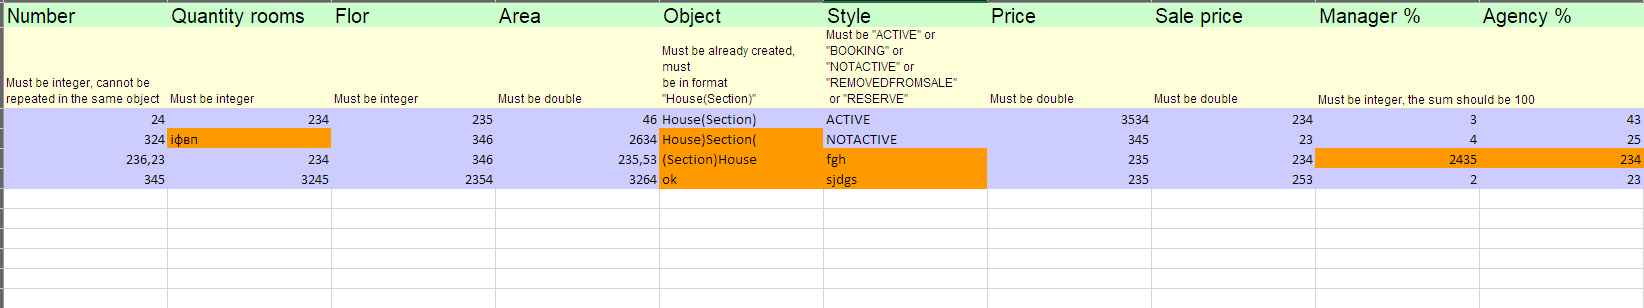 Number Quantity rooms Flor Area Object Style Price Sale price Manager % Agency %
Must be integer, cannot be
repeated in the same object
Must be integer
Must be integer
Must be double
Must be already created,
must
be in format
"House(Section)"
Must be "ACTIVE" or
"BOOKING" or
"NOTACTIVE" or
"REMOVEDFROMSALE"
or "RESERVE"
Must be double
Must be double
Must be integer, the sum should be 100
24 234 235 46 House(Section) ACTIVE 3534 234 3 43
324 іфвп 346 2634 House)Section( NOTACTIVE 345 23 4 25
236,23 234 346 235,53 (Section)House fgh 235 234 2435 234
345 3245 2354 3264 ok sjdgs 235 253 2 23